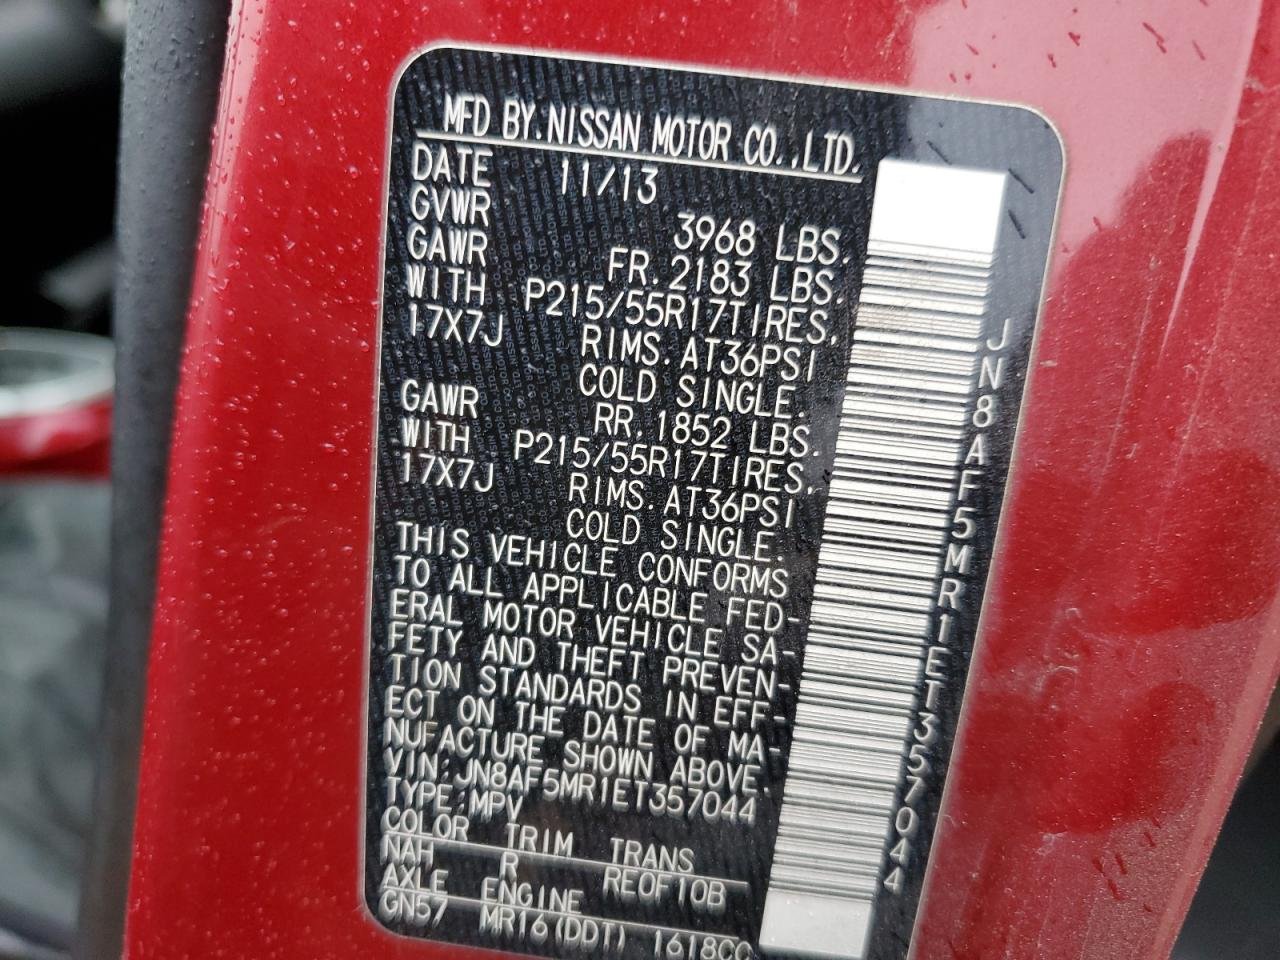 MFD BY.NISSAN MOTOR CO.,LTD.
DATE 11/13
GVWR 3968 LBS.
GAWR FR.2183 LBS.
WITH P215/55R17TIRES.
17X7J RIMS.AT36PSI
COLD SINGLE.
GAWR RR.1852 LBS.
WITH P215/55R17TIRES.
17X7J RIMS.AT36PSI
COLD SINGLE.
THIS VEHICLE CONFORMS
TO ALL APPLICABLE FED-
ERAL MOTOR VEHICLE SA-
FETY AND THEFT PREVEN-
TION STANDARDS IN EFF-
ECT ON THE DATE OF MA-
NUFACTURE SHOWN ABOVE.
VIN:JN8AF5MR1ET357044
TYPE:MPV
COLOR TRIM TRANS
NAH R RE0F10B
AXLE ENGINE
GN57 MR16(DDT) 1618CC
JN8AF5MR1ET357044